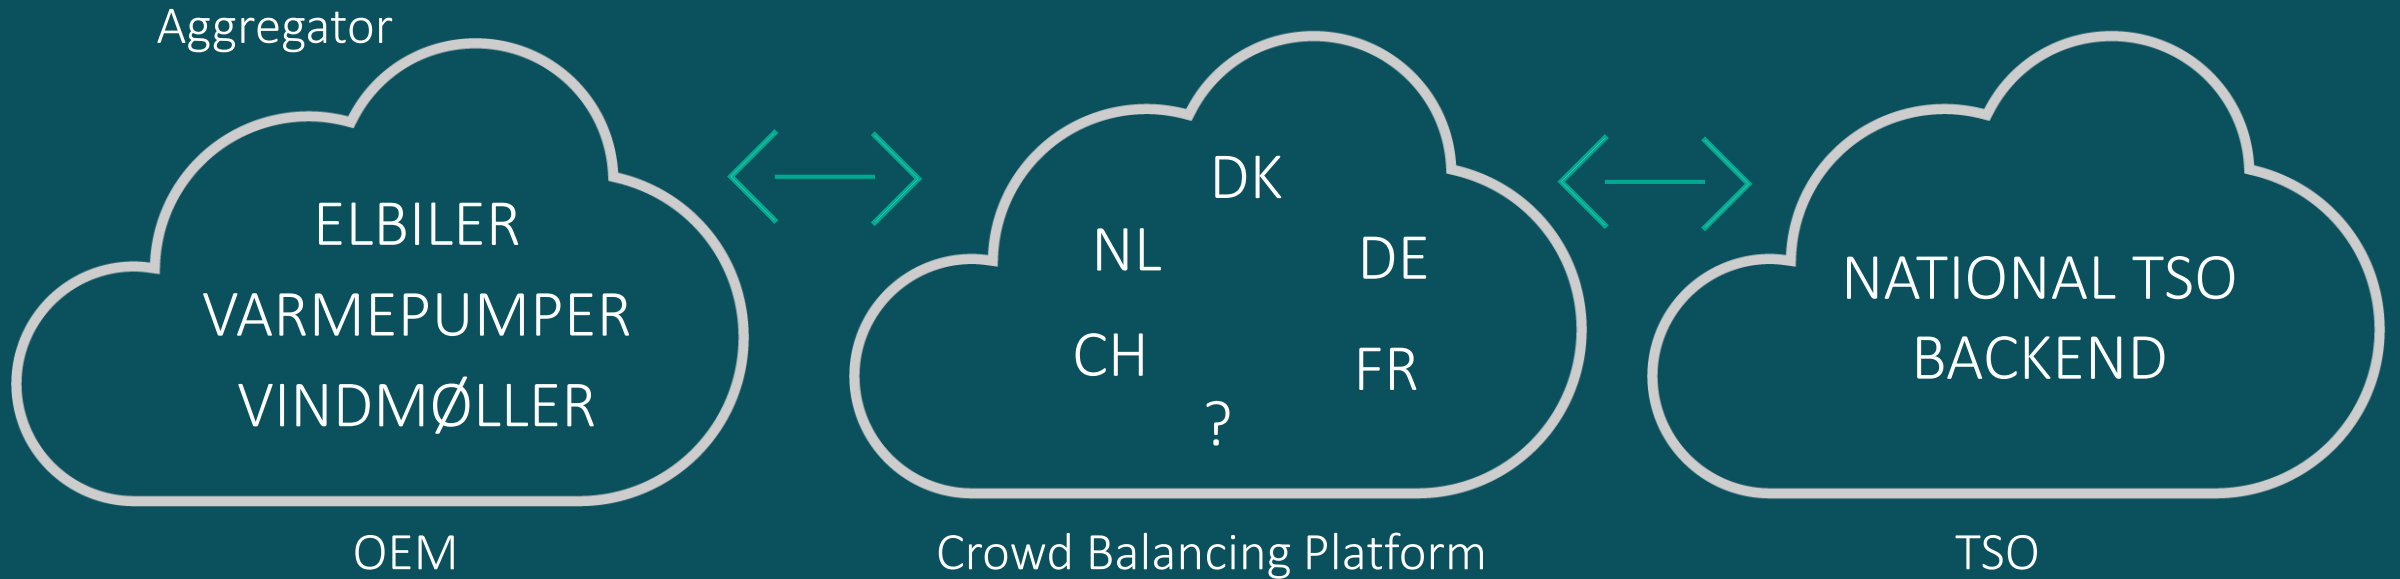 Aggregator
ELBILER
VARMEPUMPER
VINDMØLLER
OEM
DK
NL
DE
CH
FR
?
Crowd Balancing Platform
NATIONAL TSO
BACKEND
TSO